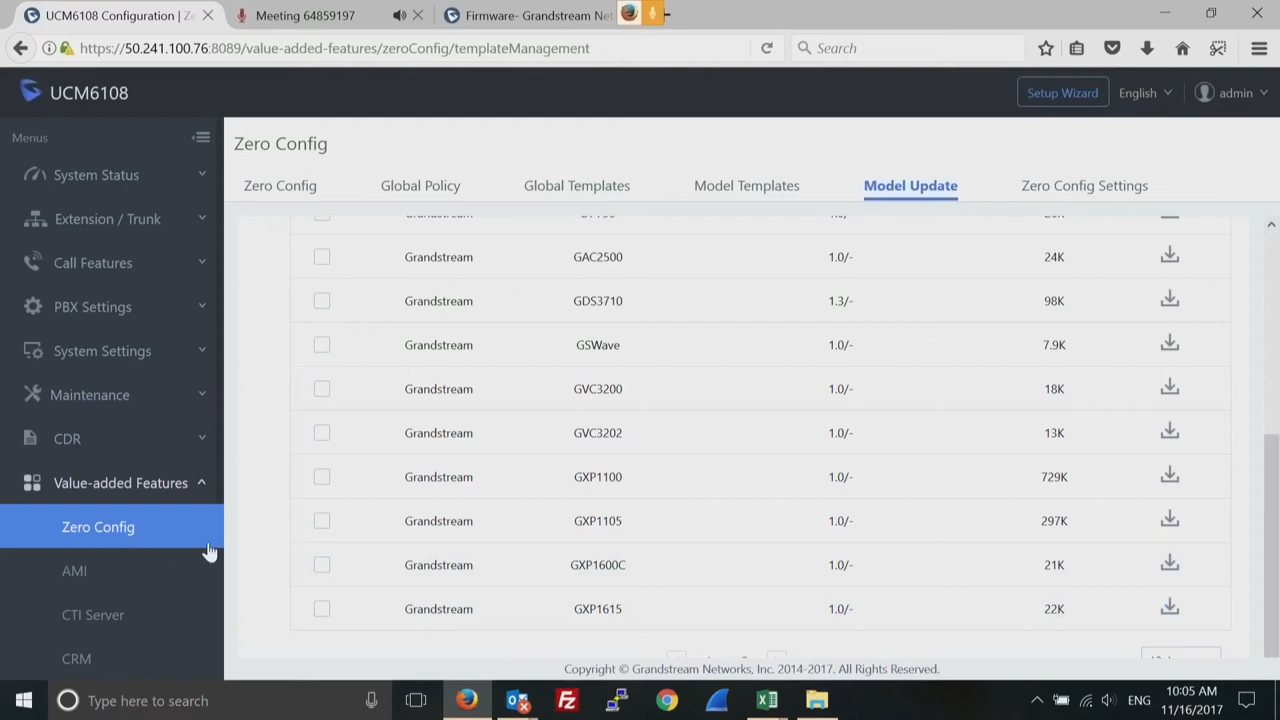 UCM6108 Configuration | Ze
Meeting 64859197
Firmware- Grandstream Net
https://50.241.100.76:8089/value-added-features/zeroConfig/templateManagement
Search
UCM6108
Setup Wizard
English
admin
Menus
System Status
Extension / Trunk
Call Features
PBX Settings
System Settings
Maintenance
CDR
Value-added Features
Zero Config
AMI
CTI Server
CRM
Zero Config
Zero Config Global Policy Global Templates Model Templates Model Update Zero Config Settings
Grandstream GAC2500 1.0/- 24K
Grandstream GDS3710 1.3/- 98K
Grandstream GSWave 1.0/- 7.9K
Grandstream GVC3200 1.0/- 18K
Grandstream GVC3202 1.0/- 13K
Grandstream GXP1100 1.0/- 729K
Grandstream GXP1105 1.0/- 297K
Grandstream GXP1600C 1.0/- 21K
Grandstream GXP1615 1.0/- 22K
Copyright © Grandstream Networks, Inc. 2014-2017. All Rights Reserved.
Type here to search
ENG
10:05 AM
11/16/2017